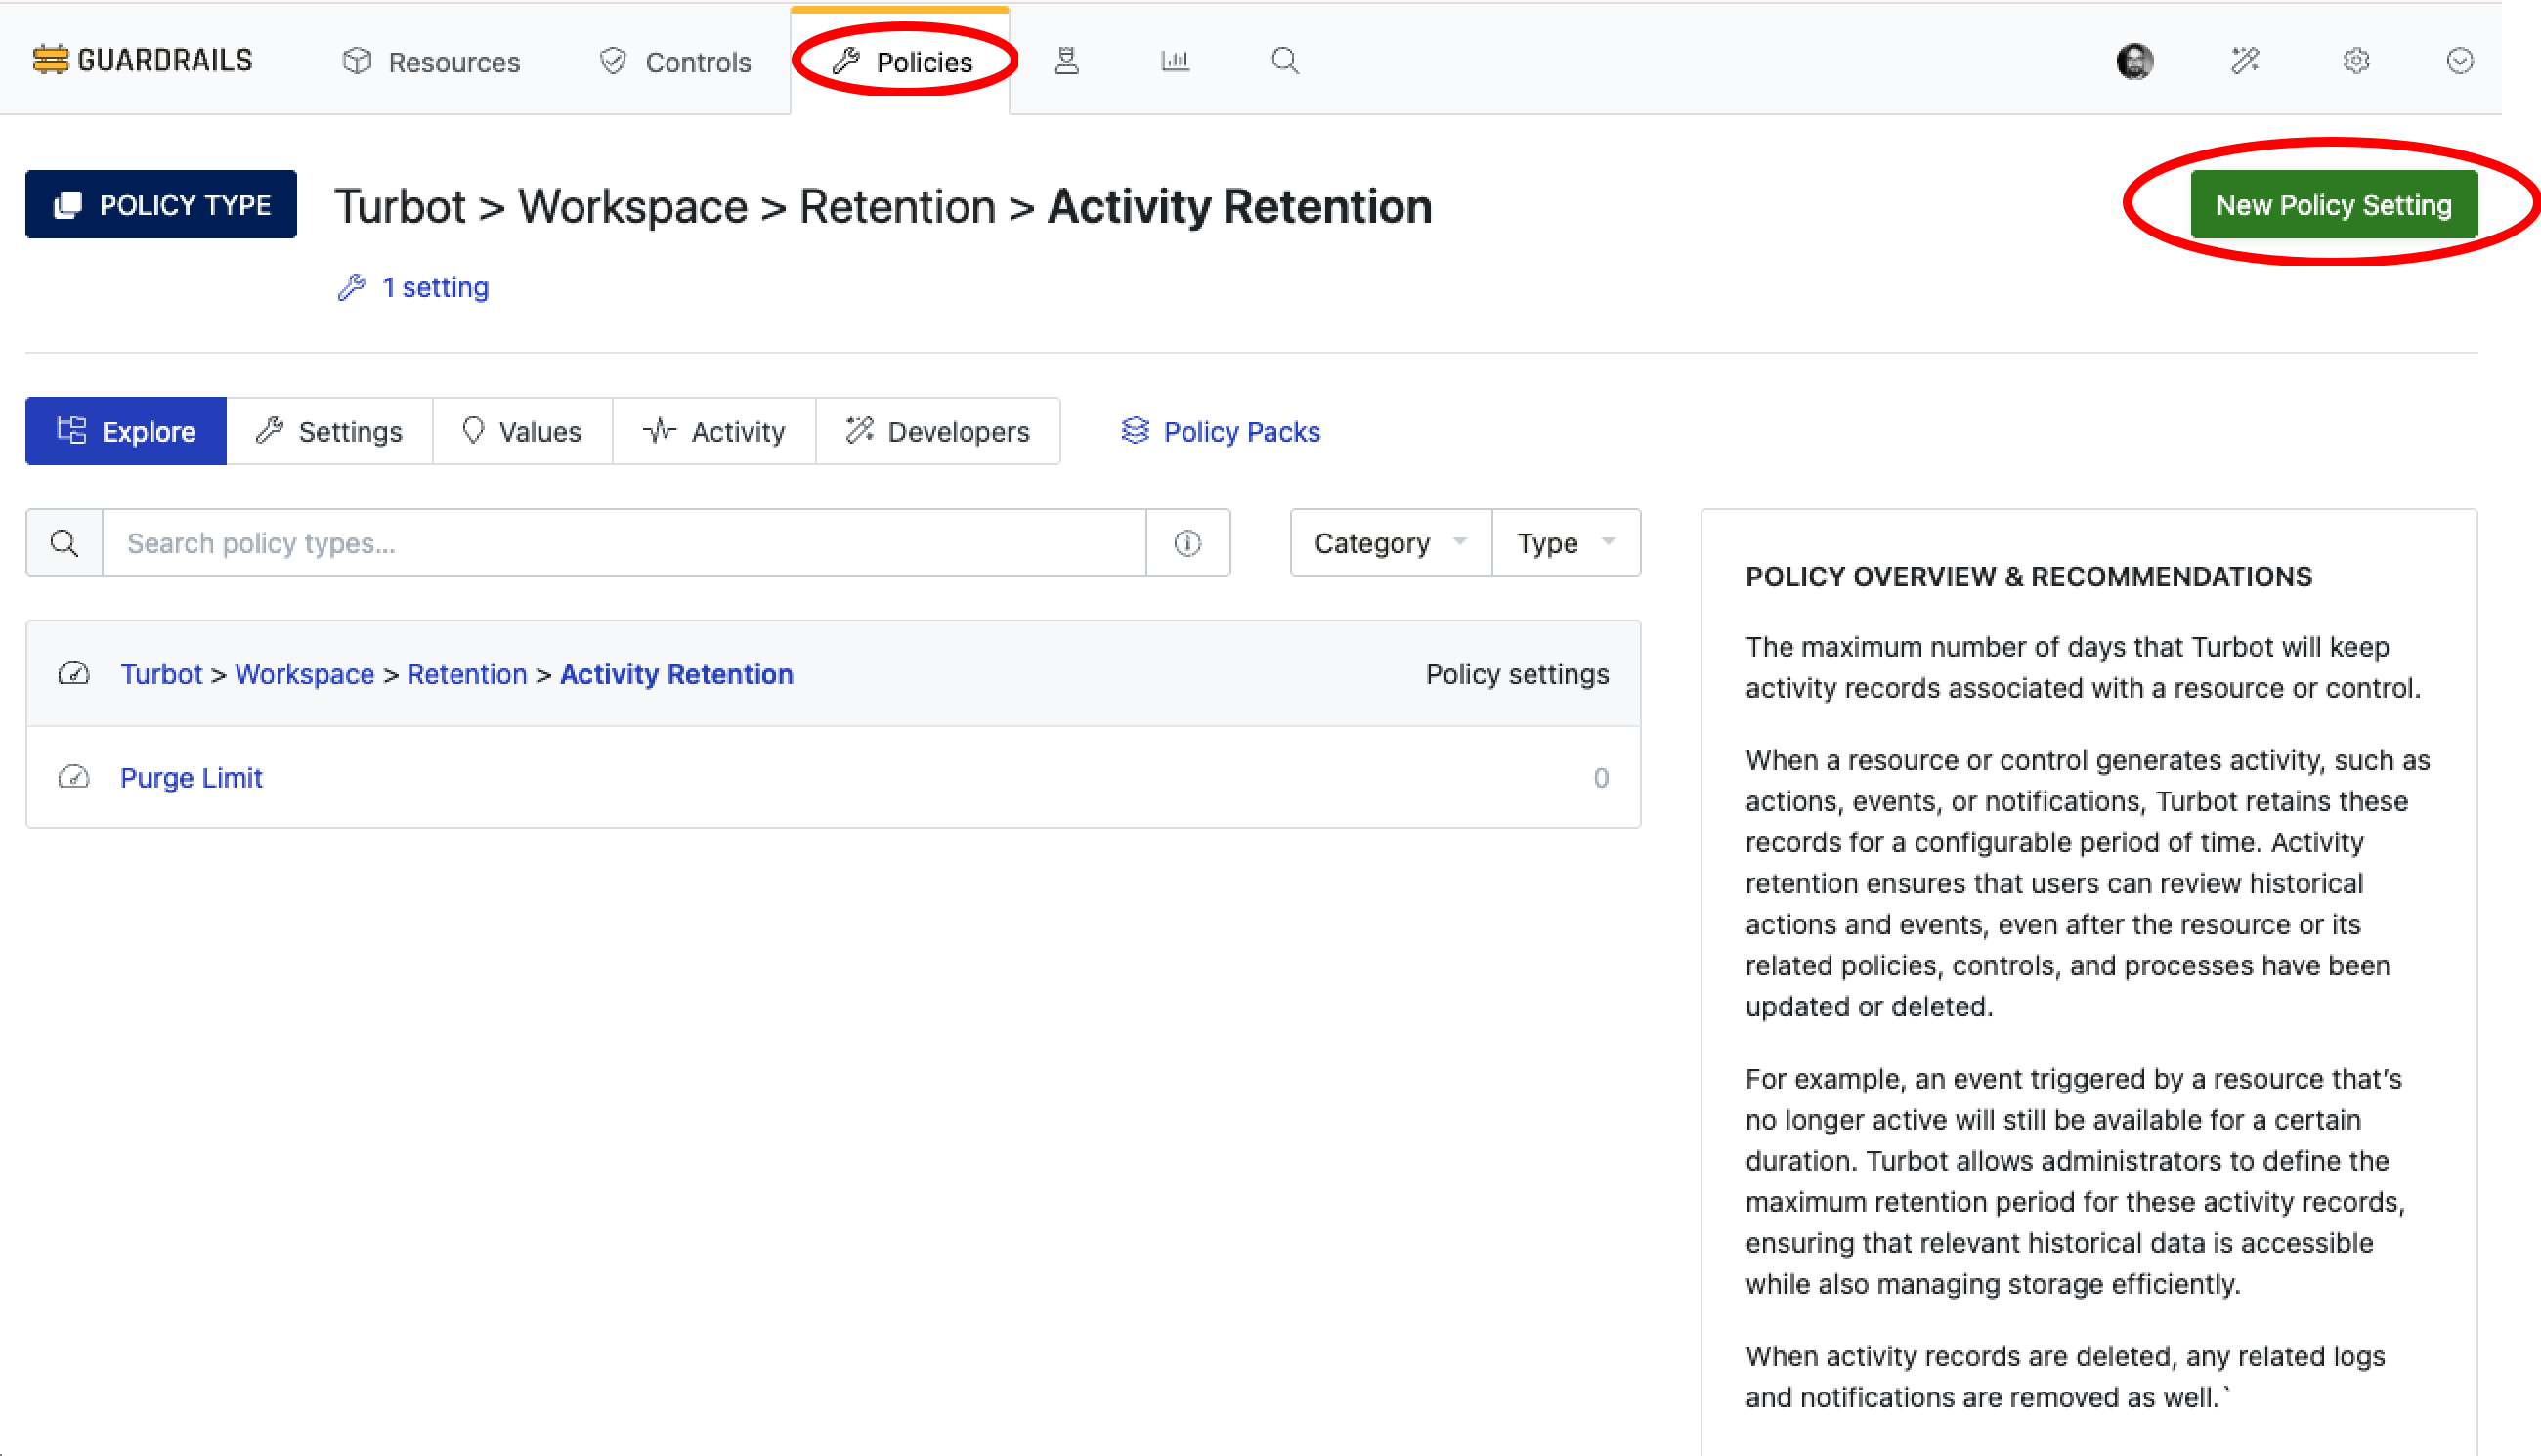 GUARDRAILS Resources Controls Policies
POLICY TYPE Turbot > Workspace > Retention > Activity Retention New Policy Setting
1 setting
Explore Settings Values Activity Developers Policy Packs
Search policy types... Category Type
Turbot > Workspace > Retention > Activity Retention Policy settings
Purge Limit 0
POLICY OVERVIEW & RECOMMENDATIONS
The maximum number of days that Turbot will keep
activity records associated with a resource or control.
When a resource or control generates activity, such as
actions, events, or notifications, Turbot retains these
records for a configurable period of time. Activity
retention ensures that users can review historical
actions and events, even after the resource or its
related policies, controls, and processes have been
updated or deleted.
For example, an event triggered by a resource that’s
no longer active will still be available for a certain
duration. Turbot allows administrators to define the
maximum retention period for these activity records,
ensuring that relevant historical data is accessible
while also managing storage efficiently.
When activity records are deleted, any related logs
and notifications are removed as well.`